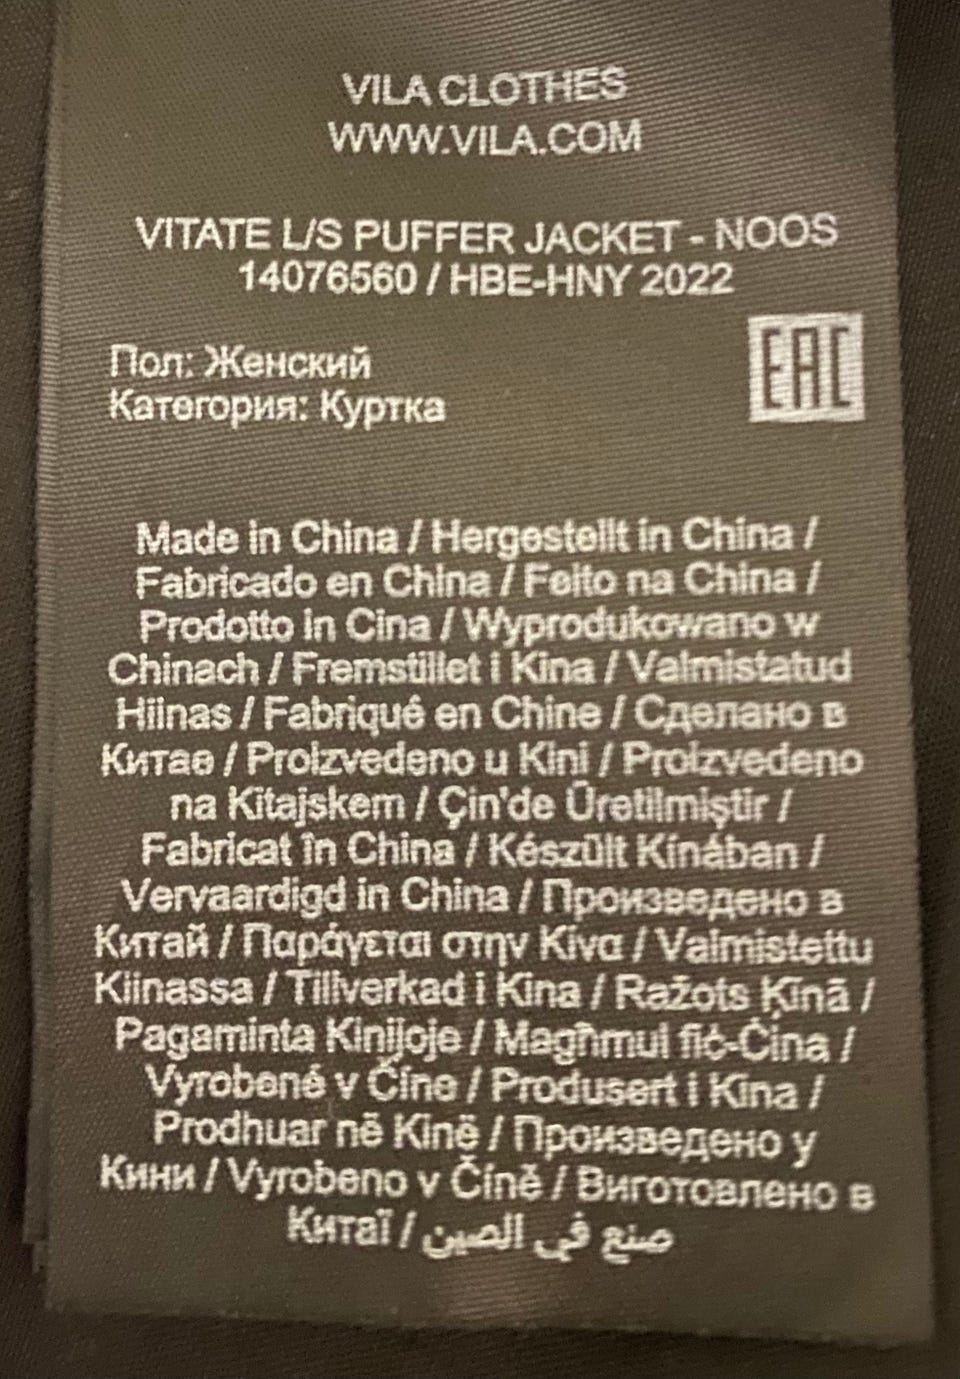 VILA CLOTHES
WWW.VILA.COM
VITATE L/S PUFFER JACKET - NOOS
14076560 / HBE-HNY 2022
EAC
Пол: Женский
Категория: Куртка
Made in China / Hergestellt in China /
Fabricado en China / Feito na China /
Prodotto in Cina / Wyprodukowano w
Chinach / Fremstillet i Kina / Valmistatud
Hiinas / Fabriqué en Chine / Сделано в
Китае / Proizvedeno u Kini / Proizvedeno
na Kitajskem / Çin'de Üretilmiştir /
Fabricat în China / Készült Kínában /
Vervaardigd in China / Произведено в
Китай / Παράγεται στην Κίνα / Valmistettu
Kiinassa / Tillverkad i Kina / Ražots Ķīnā /
Pagaminta Kinijoje / Magħmul fiċ-Ċina /
Vyrobené v Číne / Produsert i Kina /
Prodhuar në Kinë / Произведено у
Кини / Vyrobeno v Číně / Виготовлено в
Китаї / صنع في الصين